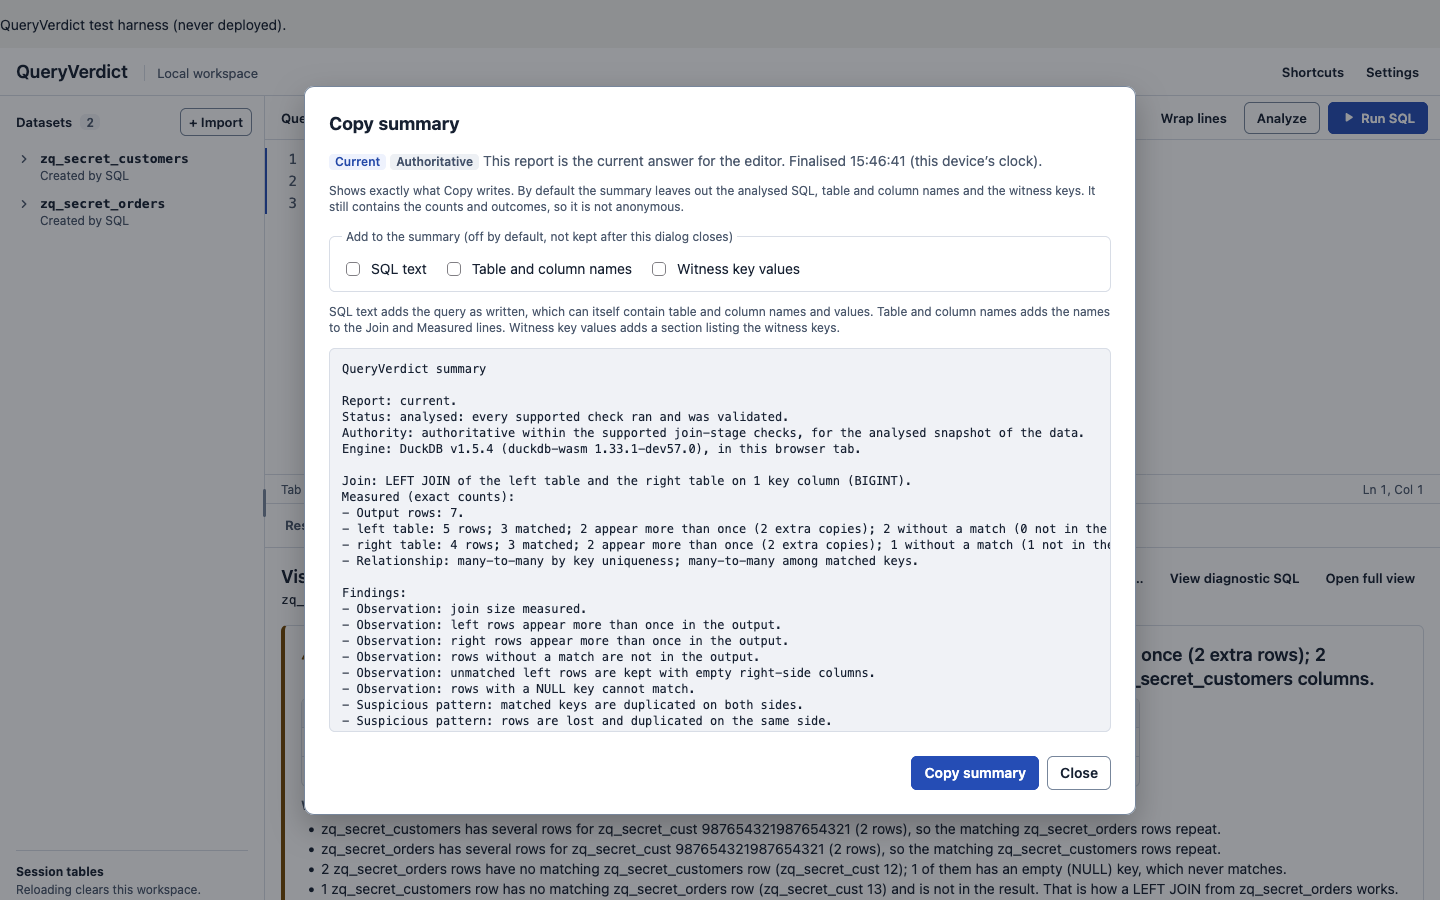 QueryVerdict test harness (never deployed).
QueryVerdict
Local workspace
Shortcuts
Settings
Datasets 2
+ Import
zq_secret_customers
Created by SQL
zq_secret_orders
Created by SQL
Session tables
Reloading clears this workspace.
Wrap lines
Analyze
Run SQL
1
2
3
Tab
Ln 1, Col 1
View diagnostic SQL
Open full view
zq_
once (2 extra rows); 2
_secret_customers columns.
Copy summary
Current Authoritative This report is the current answer for the editor. Finalised 15:46:41 (this device’s clock).
Shows exactly what Copy writes. By default the summary leaves out the analysed SQL, table and column names and the witness keys. It
still contains the counts and outcomes, so it is not anonymous.
Add to the summary (off by default, not kept after this dialog closes)
SQL text
Table and column names
Witness key values
SQL text adds the query as written, which can itself contain table and column names and values. Table and column names adds the names
to the Join and Measured lines. Witness key values adds a section listing the witness keys.
QueryVerdict summary
Report: current.
Status: analysed: every supported check ran and was validated.
Authority: authoritative within the supported join-stage checks, for the analysed snapshot of the data.
Engine: DuckDB v1.5.4 (duckdb-wasm 1.33.1-dev57.0), in this browser tab.
Join: LEFT JOIN of the left table and the right table on 1 key column (BIGINT).
Measured (exact counts):
- Output rows: 7.
- left table: 5 rows; 3 matched; 2 appear more than once (2 extra copies); 2 without a match (0 not in the
- right table: 4 rows; 3 matched; 2 appear more than once (2 extra copies); 1 without a match (1 not in the
- Relationship: many-to-many by key uniqueness; many-to-many among matched keys.
Findings:
- Observation: join size measured.
- Observation: left rows appear more than once in the output.
- Observation: right rows appear more than once in the output.
- Observation: rows without a match are not in the output.
- Observation: unmatched left rows are kept with empty right-side columns.
- Observation: rows with a NULL key cannot match.
- Suspicious pattern: matched keys are duplicated on both sides.
- Suspicious pattern: rows are lost and duplicated on the same side.
Copy summary
Close
• zq_secret_customers has several rows for zq_secret_cust 987654321987654321 (2 rows), so the matching zq_secret_orders rows repeat.
• zq_secret_orders has several rows for zq_secret_cust 987654321987654321 (2 rows), so the matching zq_secret_customers rows repeat.
• 2 zq_secret_orders rows have no matching zq_secret_customers row (zq_secret_cust 12); 1 of them has an empty (NULL) key, which never matches.
• 1 zq_secret_customers row has no matching zq_secret_orders row (zq_secret_cust 13) and is not in the result. That is how a LEFT JOIN from zq_secret_orders works.